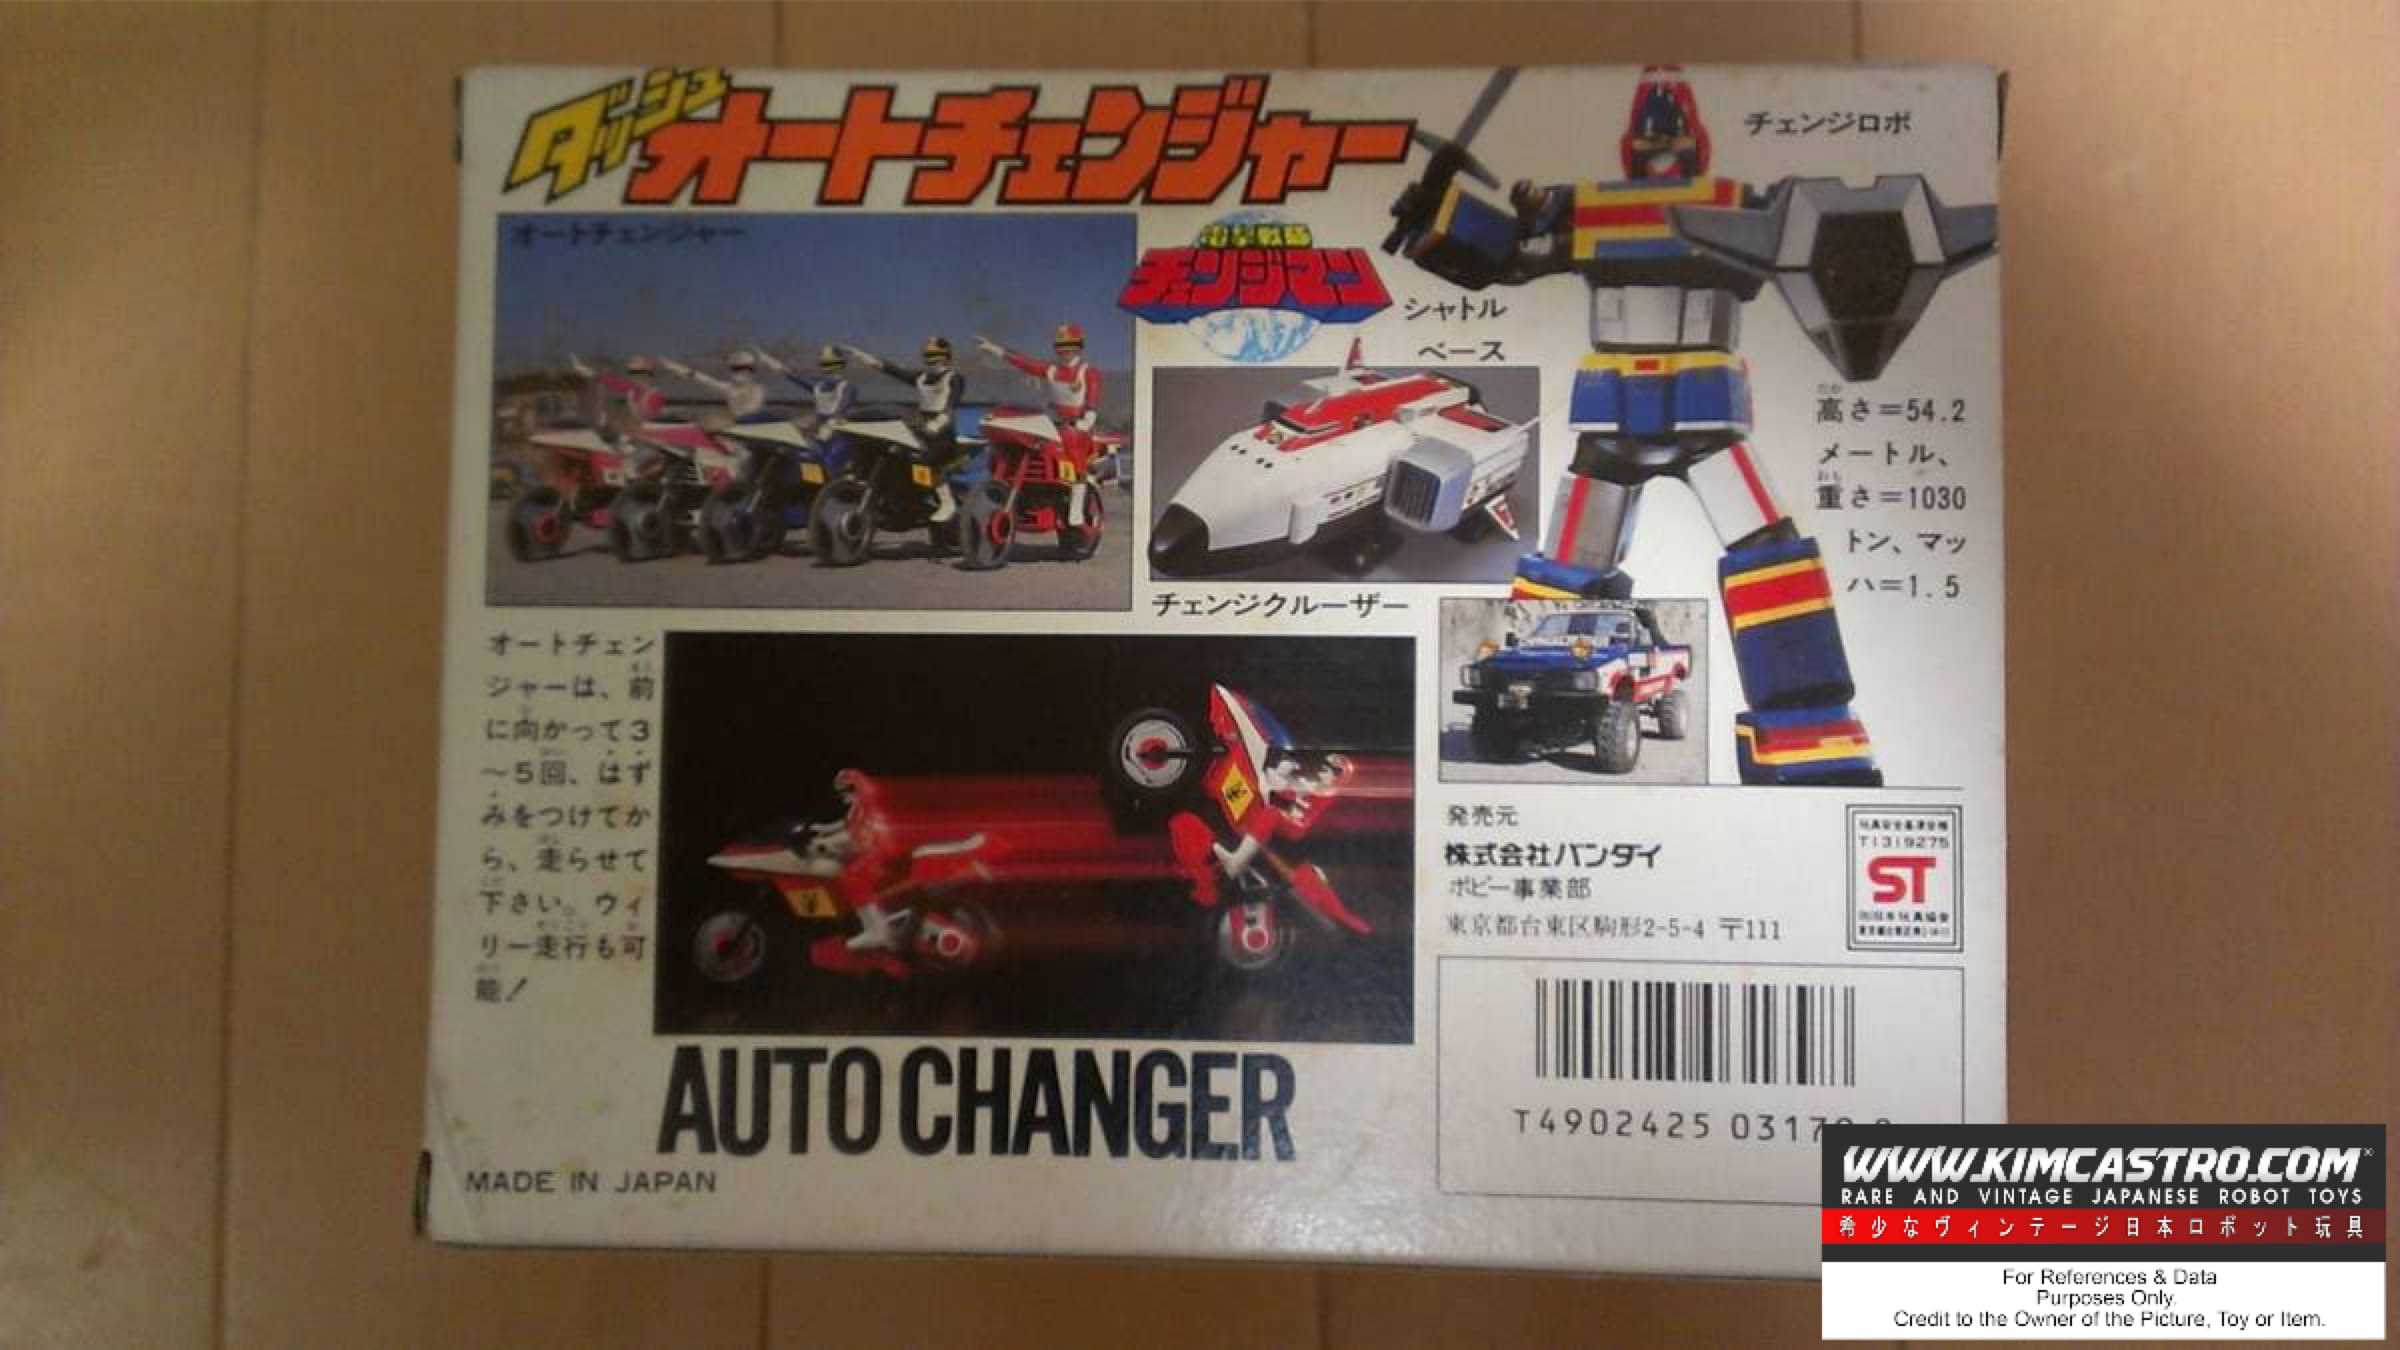 ダッシュ
オートチェンジャー
チェンジロボ
オートチェンジャー
電撃戦隊
チェンジマン
シャトル
ベース
高さ=54.2
メートル、
重さ=1030
トン、マッ
ハ=1.5
チェンジクルーザー
オートチェン
ジャーは、前
に向かって3
～5回、はず
みをつけてか
ら、走らせて
下さい。ウィ
リー走行も可
能!
発売元
株式会社バンダイ
ポピー事業部
東京都台東区駒形2-5-4 〒111
T1319275
ST
AUTO CHANGER
T4902425 031
MADE IN JAPAN
WWW.KIMCASTRO.COM
RARE AND VINTAGE JAPANESE ROBOT TOYS
希少なヴィンテージ日本ロボット玩具
For References & Data
Purposes Only.
Credit to the Owner of the Picture, Toy or Item.